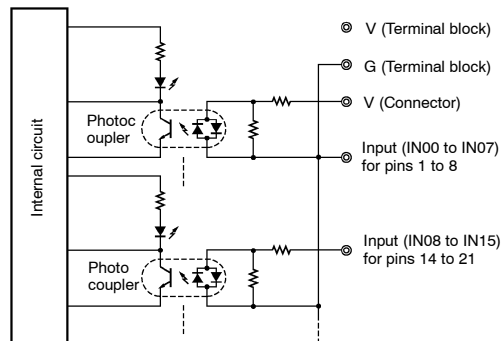 V (Terminal block)
G (Terminal block)
V (Connector)
Photoc
oupler
Input (IN00 to IN07)
for pins 1 to 8
Internal circuit
Input (IN08 to IN15)
for pins 14 to 21
Photo
coupler